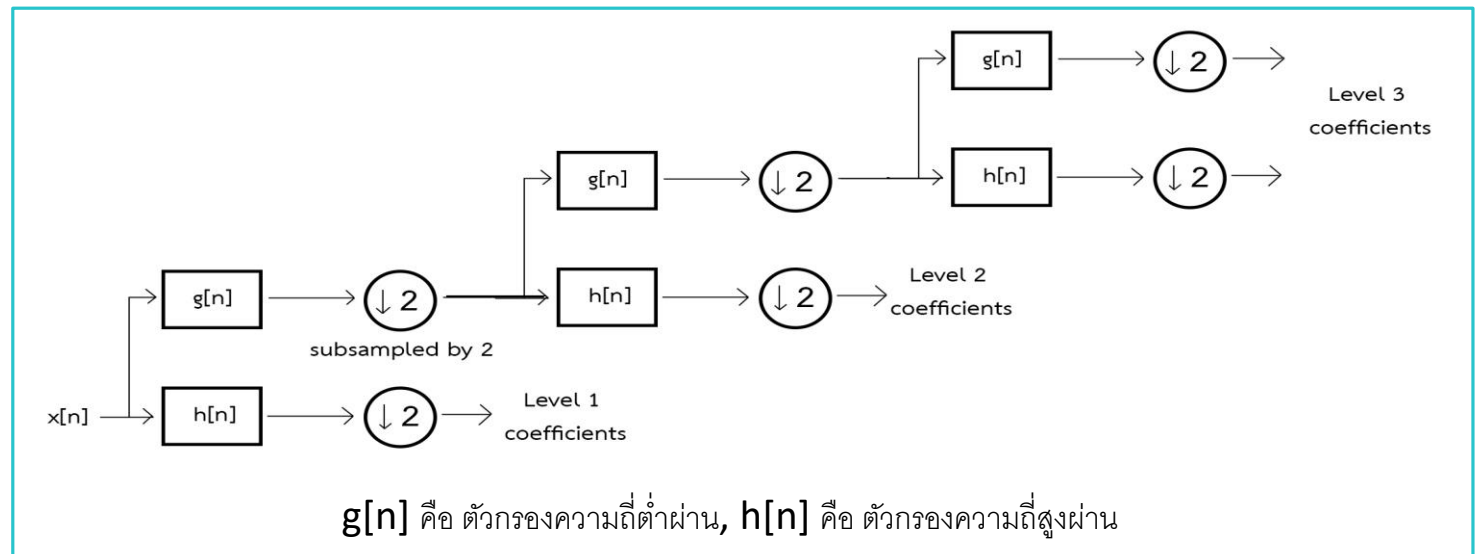 g[n]
↓ 2
Level 3
coefficients
h[n]
↓ 2
g[n]
↓ 2
h[n]
↓ 2
Level 2
coefficients
g[n]
↓ 2
subsampled by 2
x[n]
h[n]
↓ 2
Level 1
coefficients
g[n] คือ ตัวกรองความถี่ต่ำผ่าน, h[n] คือ ตัวกรองความถี่สูงผ่าน